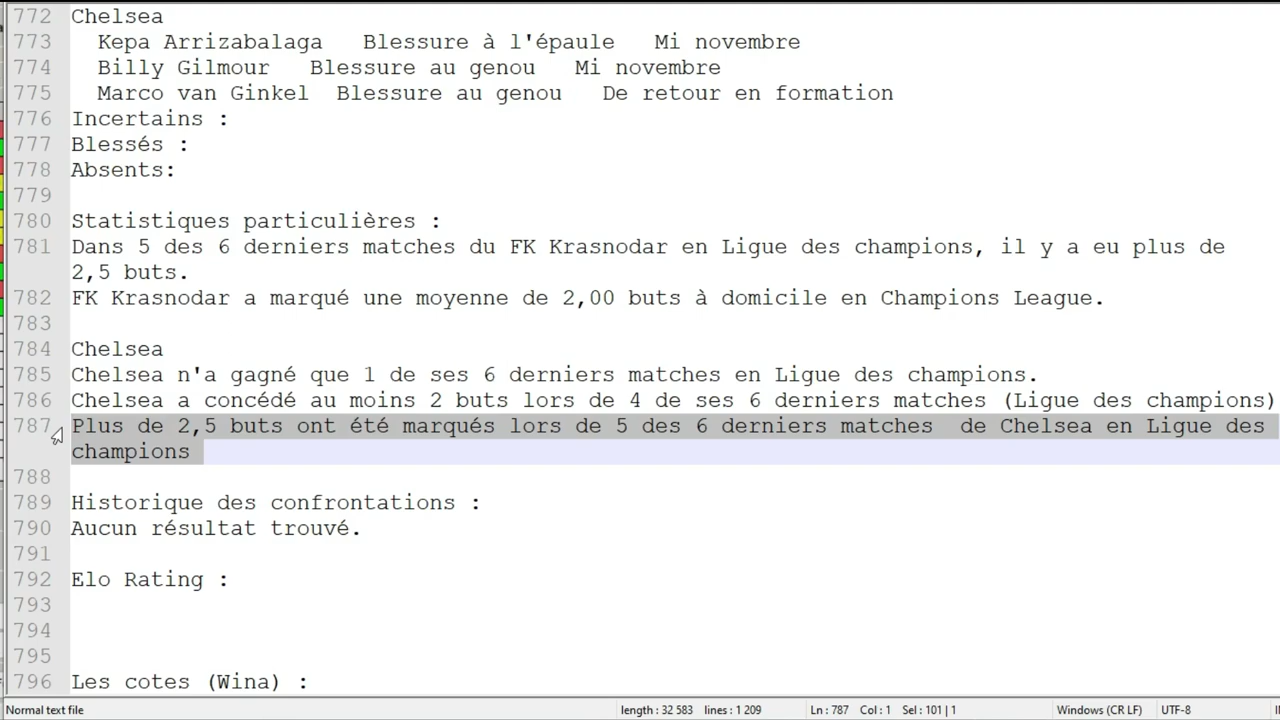 772 Chelsea
773 Kepa Arrizabalaga Blessure à l'épaule Mi novembre
774 Billy Gilmour Blessure au genou Mi novembre
775 Marco van Ginkel Blessure au genou De retour en formation
776 Incertains :
777 Blessés :
778 Absents:
779
780 Statistiques particulières :
781 Dans 5 des 6 derniers matches du FK Krasnodar en Ligue des champions, il y a eu plus de
2,5 buts.
782 FK Krasnodar a marqué une moyenne de 2,00 buts à domicile en Champions League.
783
784 Chelsea
785 Chelsea n'a gagné que 1 de ses 6 derniers matches en Ligue des champions.
786 Chelsea a concédé au moins 2 buts lors de 4 de ses 6 derniers matches (Ligue des champions)
787 Plus de 2,5 buts ont été marqués lors de 5 des 6 derniers matches de Chelsea en Ligue des
champions
788
789 Historique des confrontations :
790 Aucun résultat trouvé.
791
792 Elo Rating :
793
794
795
796 Les cotes (Wina) :
Normal text file length : 32 583 lines : 1 209 Ln : 787 Col : 1 Sel : 101 | 1 Windows (CR LF) UTF-8